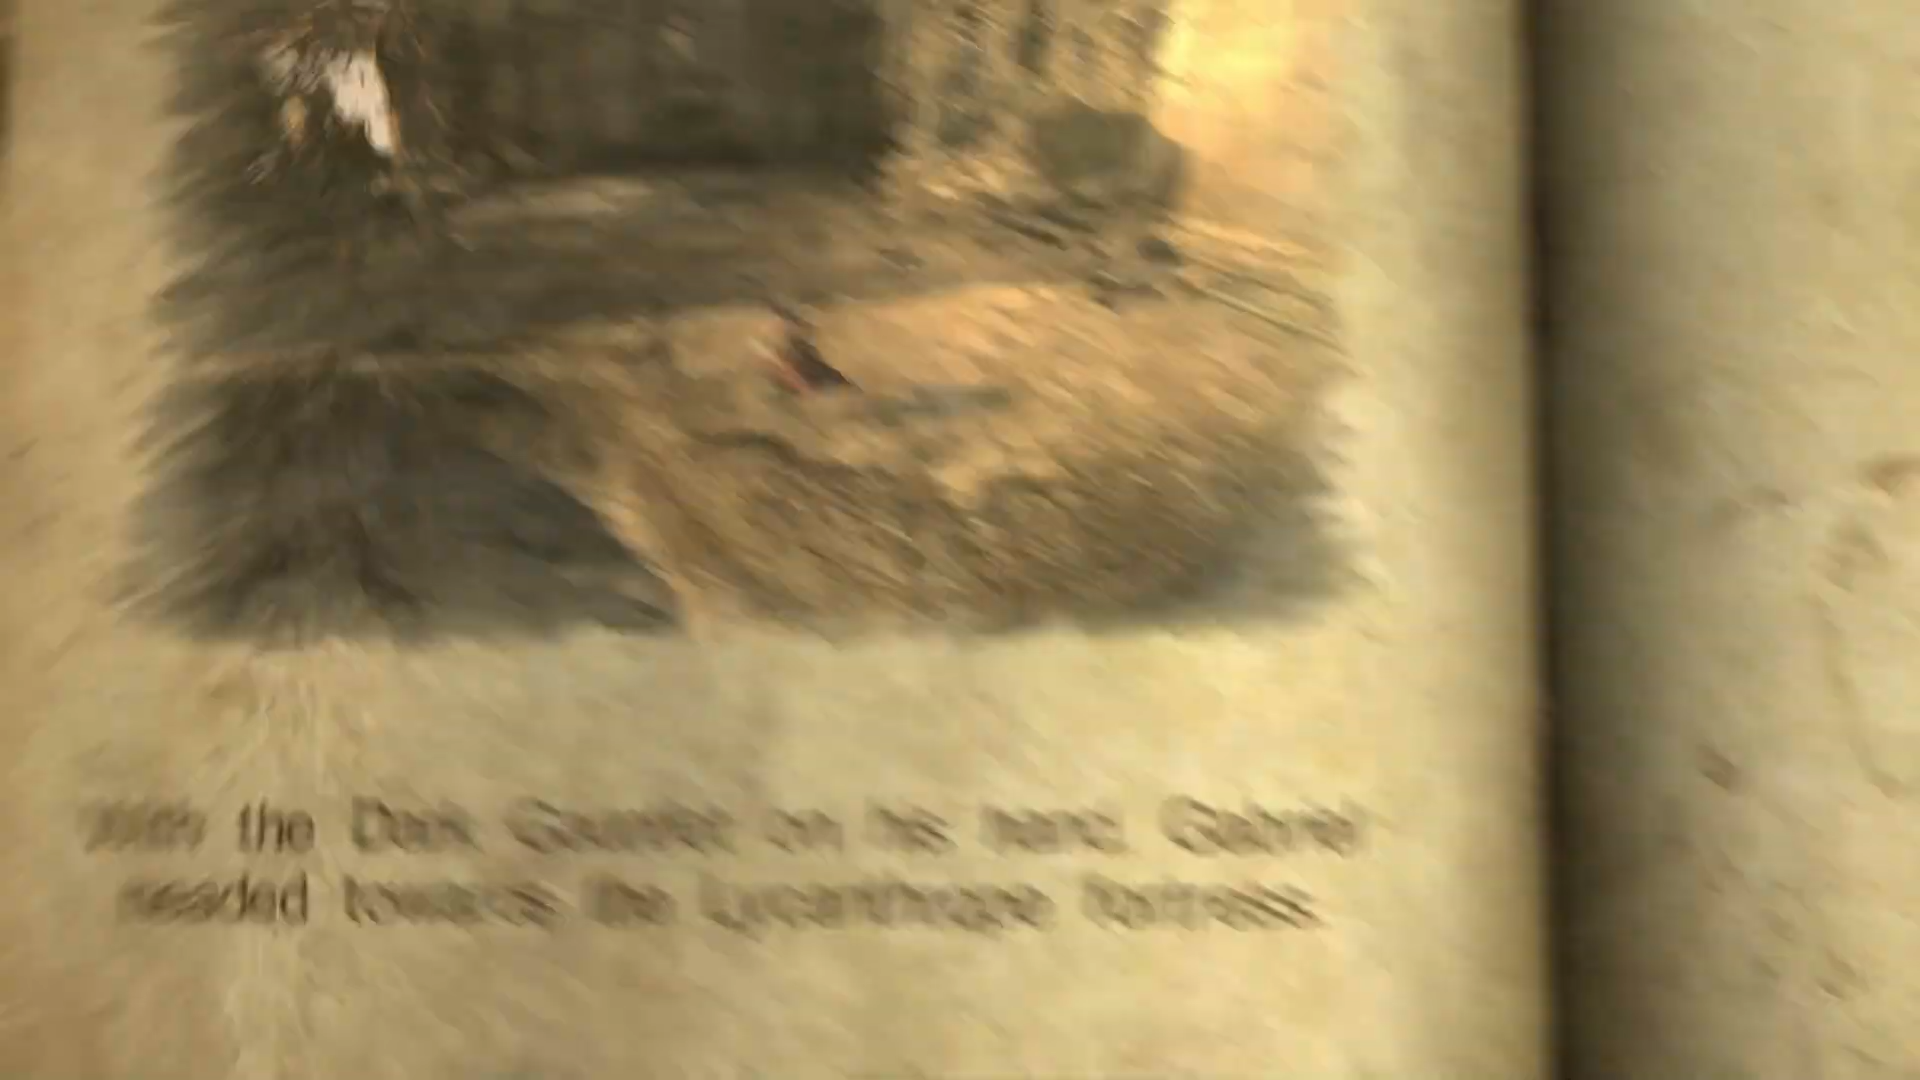 With the Dark Gauntlet on his hand, Gabriel
headed towards the Lycanthrope fortress.